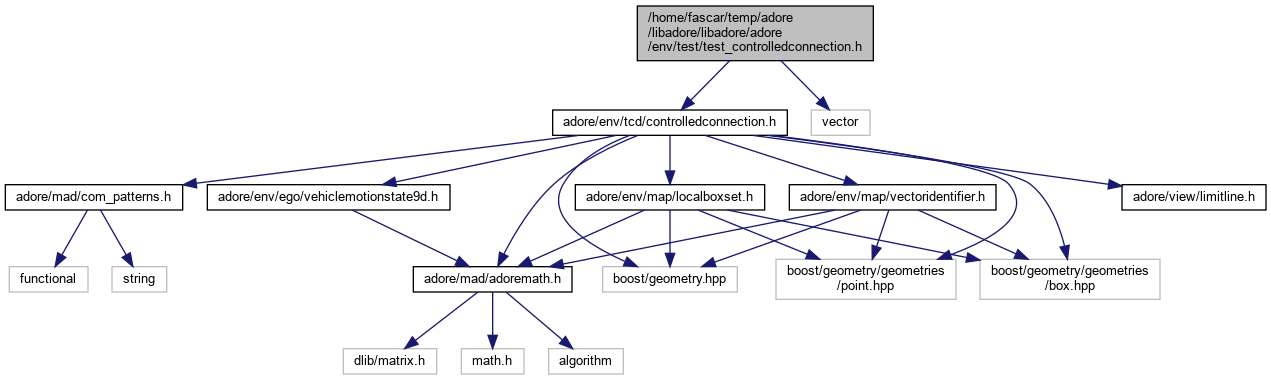 /home/fascar/temp/adore
/libadore/libadore/adore
/env/test/test_controlledconnection.h
adore/env/tcd/controlledconnection.h
vector
adore/mad/com_patterns.h
adore/env/ego/vehiclemotionstate9d.h
adore/env/map/localboxset.h
adore/env/map/vectoridentifier.h
adore/view/limitline.h
functional
string
adore/mad/adoremath.h
boost/geometry.hpp
boost/geometry/geometries
/point.hpp
boost/geometry/geometries
/box.hpp
dlib/matrix.h
math.h
algorithm